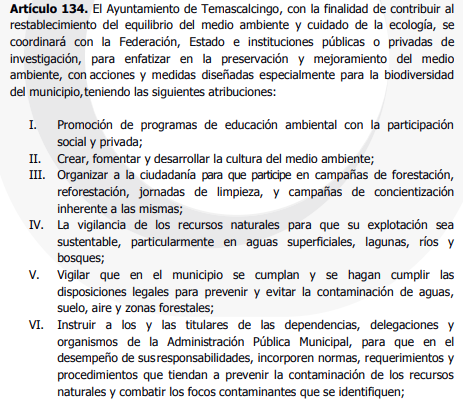 Artículo 134. El Ayuntamiento de Temascalcingo, con la finalidad de contribuir al
restablecimiento del equilibrio del medio ambiente y cuidado de la ecología, se
coordinará con la Federación, Estado e instituciones públicas o privadas de
investigación, para enfatizar en la preservación y mejoramiento del medio
ambiente, con acciones y medidas diseñadas especialmente para la biodiversidad
del municipio, teniendo las siguientes atribuciones:
I. Promoción de programas de educación ambiental con la participación
social y privada;
II. Crear, fomentar y desarrollar la cultura del medio ambiente;
III. Organizar a la ciudadanía para que participe en campañas de forestación,
reforestación, jornadas de limpieza, y campañas de concientización
inherente a las mismas;
IV. La vigilancia de los recursos naturales para que su explotación sea
sustentable, particularmente en aguas superficiales, lagunas, ríos y
bosques;
V. Vigilar que en el municipio se cumplan y se hagan cumplir las
disposiciones legales para prevenir y evitar la contaminación de aguas,
suelo, aire y zonas forestales;
VI. Instruir a los y las titulares de las dependencias, delegaciones y
organismos de la Administración Pública Municipal, para que en el
desempeño de sus responsabilidades, incorporen normas, requerimientos y
procedimientos que tiendan a prevenir la contaminación de los recursos
naturales y combatir los focos contaminantes que se identifiquen;